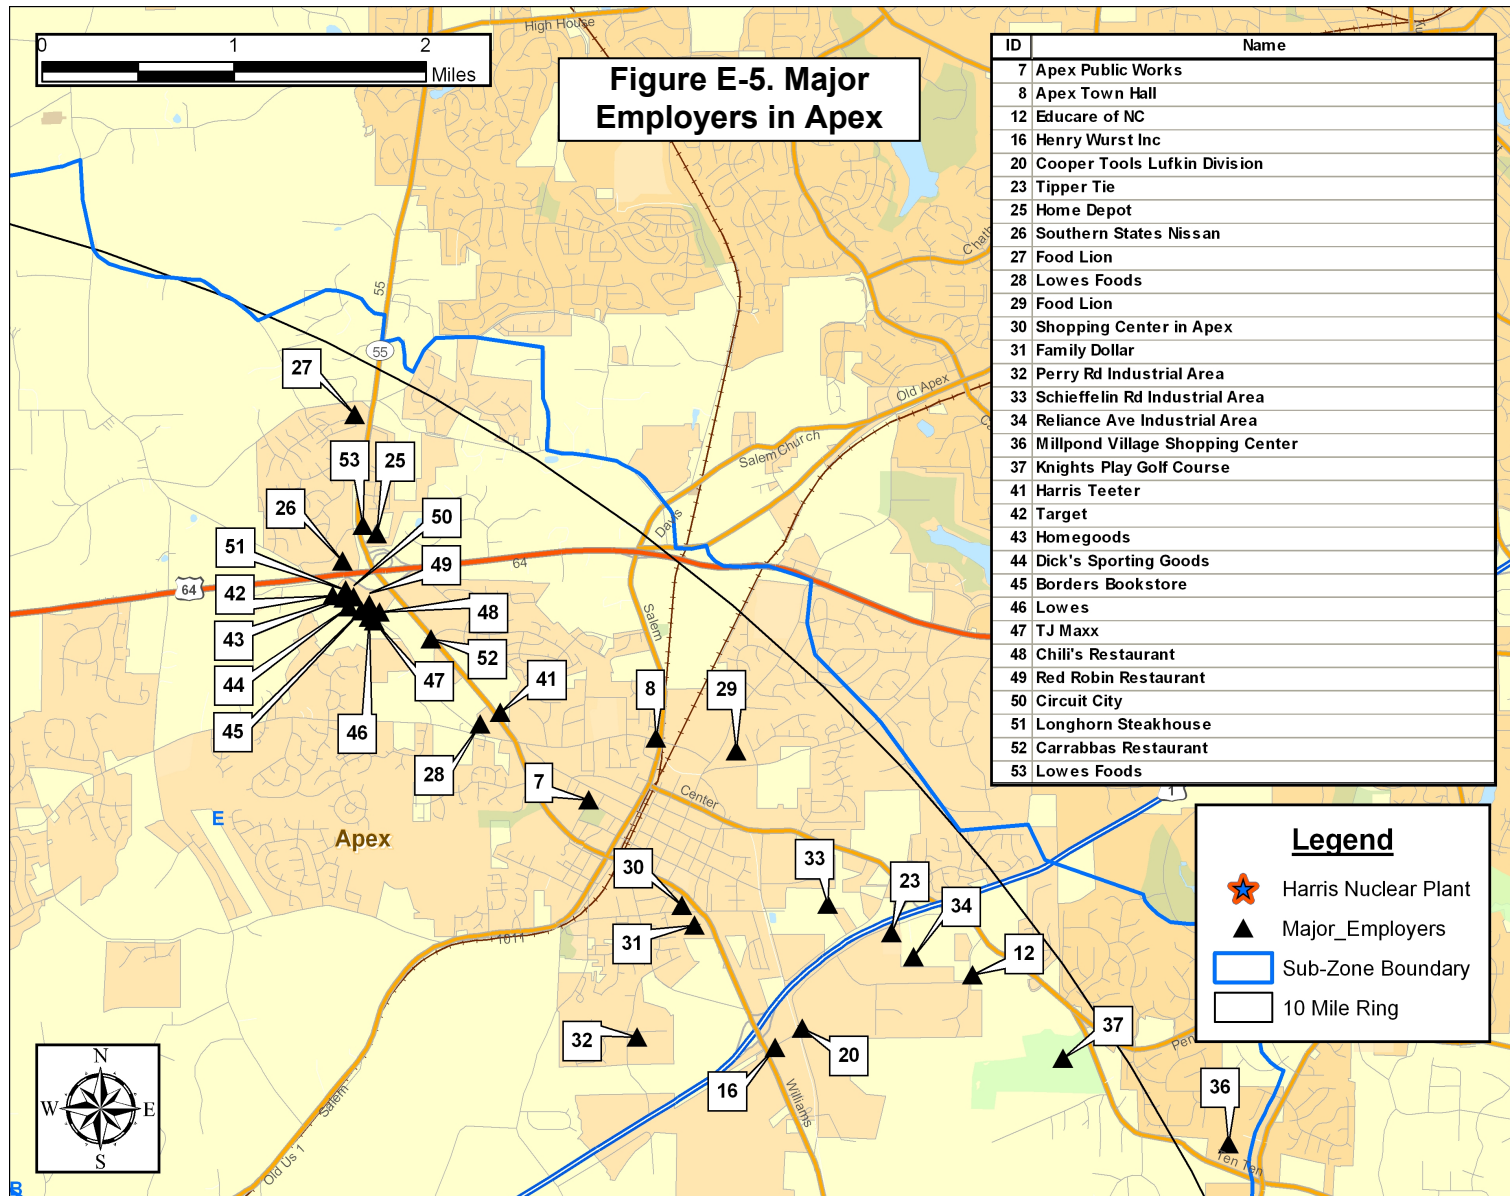 High House
0 1 2
Miles
Figure E-5. Major
Employers in Apex
ID Name
7 Apex Public Works
8 Apex Town Hall
12 Educare of NC
16 Henry Wurst Inc
20 Cooper Tools Lufkin Division
23 Tipper Tie
25 Home Depot
26 Southern States Nissan
27 Food Lion
28 Lowes Foods
29 Food Lion
30 Shopping Center in Apex
31 Family Dollar
32 Perry Rd Industrial Area
33 Schieffelin Rd Industrial Area
34 Reliance Ave Industrial Area
36 Millpond Village Shopping Center
37 Knights Play Golf Course
41 Harris Teeter
42 Target
43 Homegoods
44 Dick's Sporting Goods
45 Borders Bookstore
46 Lowes
47 TJ Maxx
48 Chili's Restaurant
49 Red Robin Restaurant
50 Circuit City
51 Longhorn Steakhouse
52 Carrabbas Restaurant
53 Lowes Foods
Chath
55
55
27
Old Apex
Salem Church
53
25
26
50
Davis
51
49
64
64
42
48
Salem
43
52
44
47
41
8
29
45
46
28
7
Center
1
E
Apex
Legend
Harris Nuclear Plant
Major_Employers
Sub-Zone Boundary
10 Mile Ring
30
33
23
34
31
1011
12
32
20
37
Pen
16
Williams
36
Ten Ten
Salem
Old Us 1
N
W E
S
B